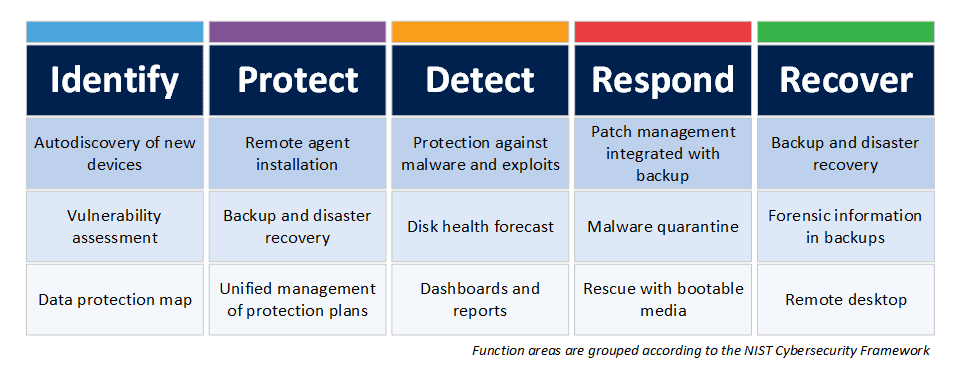 Identify
Protect
Detect
Respond
Recover
Autodiscovery of new
devices
Remote agent
installation
Protection against
malware and exploits
Patch management
integrated with
backup
Backup and disaster
recovery
Vulnerability
assessment
Backup and disaster
recovery
Disk health forecast
Malware quarantine
Forensic information
in backups
Data protection map
Unified management
of protection plans
Dashboards and
reports
Rescue with bootable
media
Remote desktop
Function areas are grouped according to the NIST Cybersecurity Framework